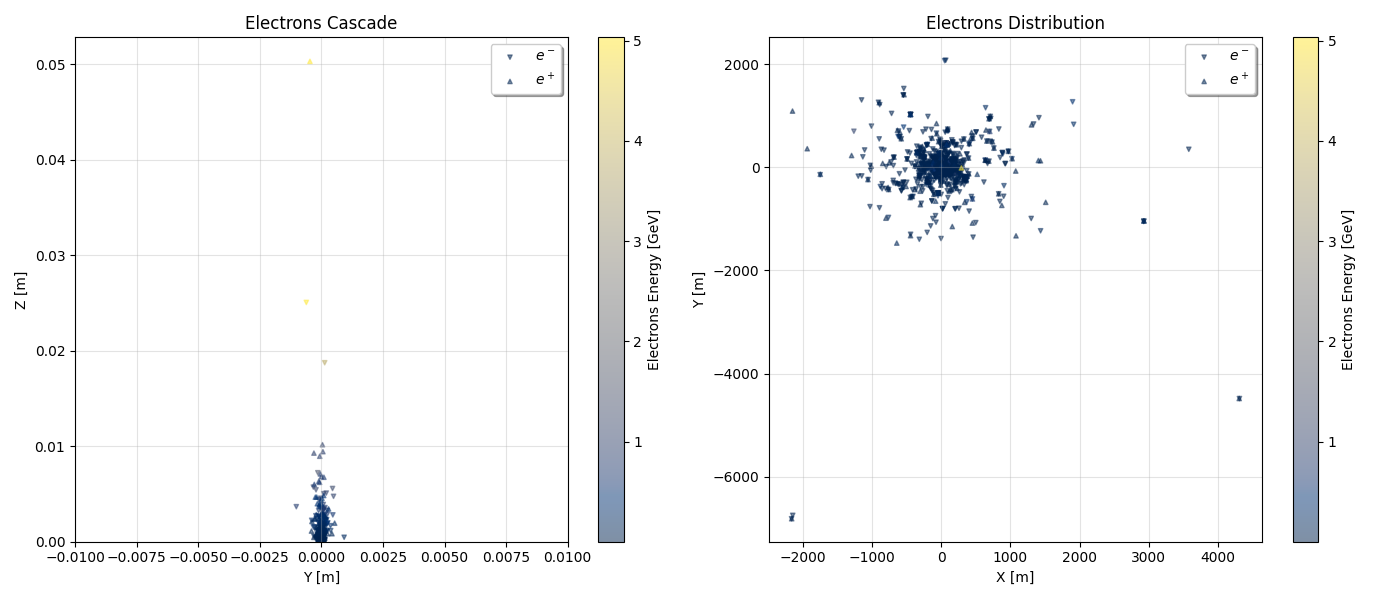 Electrons Cascade
e⁻
e⁺
0.05
0.04
0.03
0.02
0.01
0.00
Z [m]
−0.0100 −0.0075 −0.0050 −0.0025 0.0000 0.0025 0.0050 0.0075 0.0100
Y [m]
5
4
3
2
1
Electrons Energy [GeV]
Electrons Distribution
e⁻
e⁺
2000
0
−2000
−4000
−6000
Y [m]
−2000 −1000 0 1000 2000 3000 4000
X [m]
5
4
3
2
1
Electrons Energy [GeV]